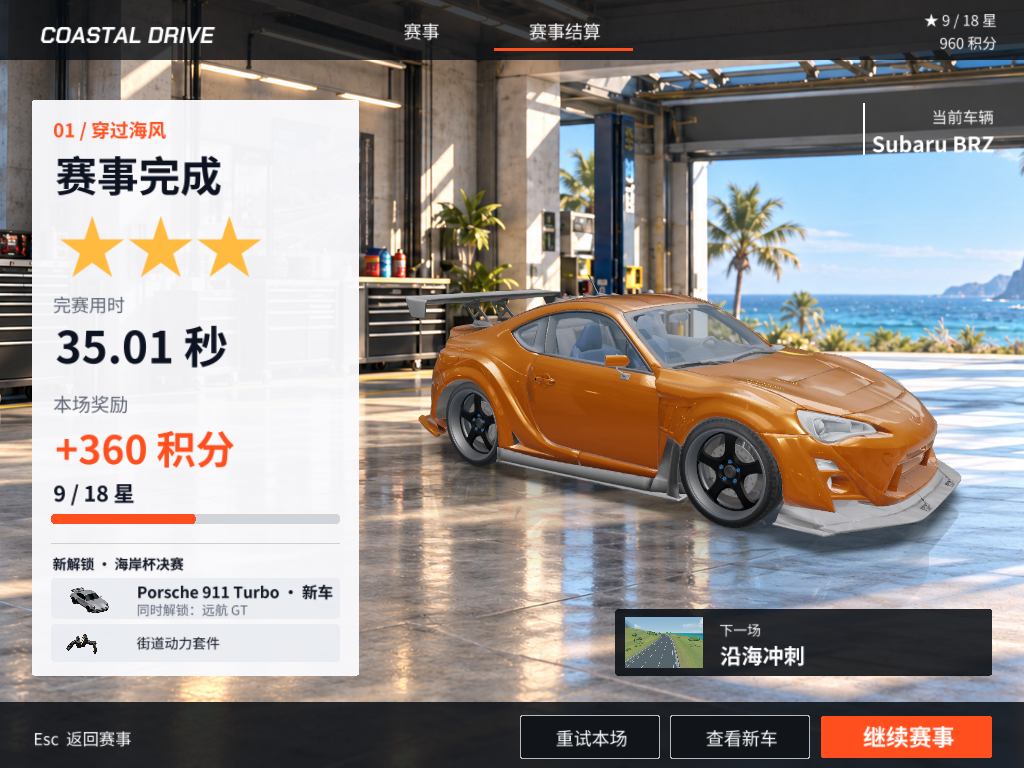 COASTAL DRIVE
赛事
赛事结算
★ 9 / 18 星
960 积分
01 / 穿过海风
赛事完成
完赛用时
35.01 秒
本场奖励
+360 积分
9 / 18 星
新解锁 · 海岸杯决赛
Porsche 911 Turbo · 新车
同时解锁：远航 GT
街道动力套件
当前车辆
Subaru BRZ
下一场
沿海冲刺
Esc 返回赛事
重试本场
查看新车
继续赛事